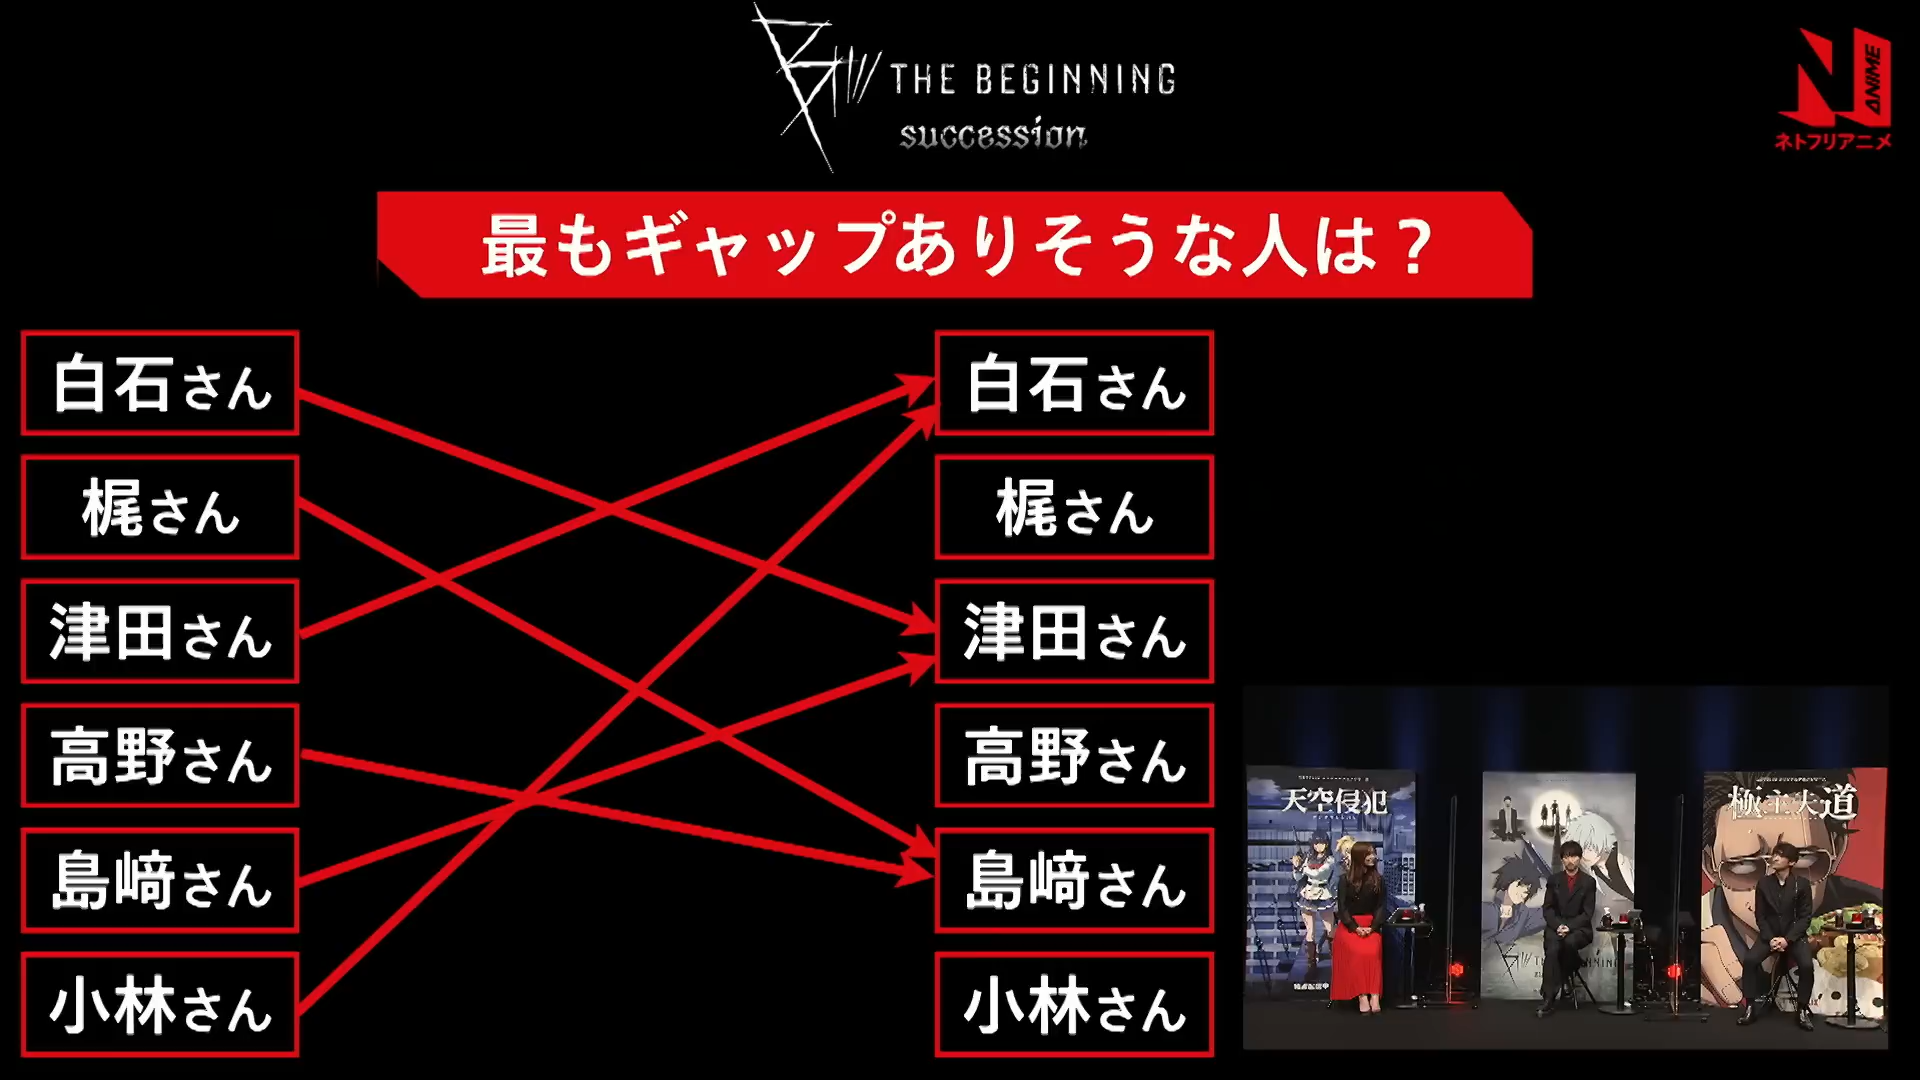 B: THE BEGINNING
succession
N ANIME
ネトフリアニメ
最もギャップありそうな人は？
白石さん
梶さん
津田さん
高野さん
島﨑さん
小林さん
白石さん
梶さん
津田さん
高野さん
島﨑さん
小林さん
天空侵犯
極主夫道
THE BEGINNING